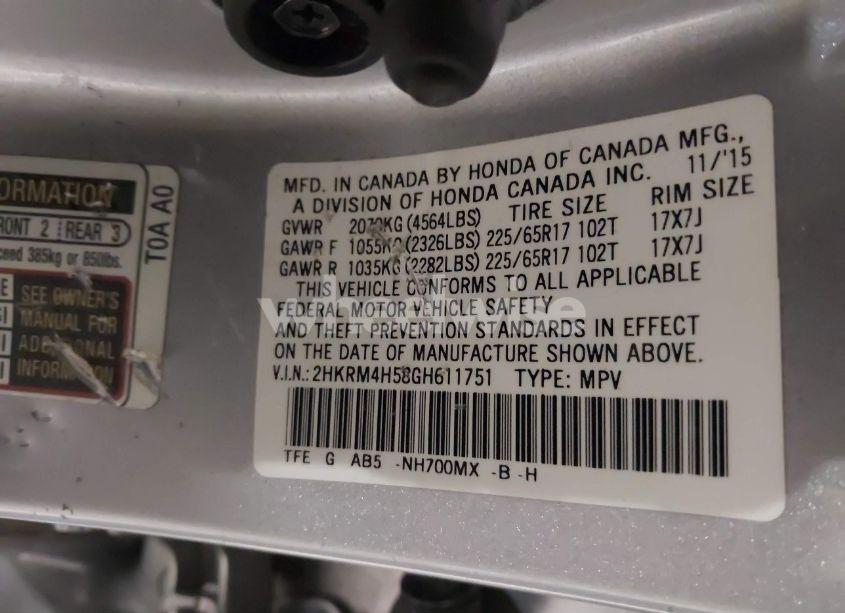 ORMATION
RONT 2 REAR 3
ceed 385kg or 850lbs.
SEE OWNER'S
MANUAL FOR
ADDITIONAL
INFORMATION
T0A A0
MFD. IN CANADA BY HONDA OF CANADA MFG.,
A DIVISION OF HONDA CANADA INC. 11/'15
GVWR 2070KG (4564LBS) TIRE SIZE RIM SIZE
GAWR F 1055KG (2326LBS) 225/65R17 102T 17X7J
GAWR R 1035KG (2282LBS) 225/65R17 102T 17X7J
THIS VEHICLE CONFORMS TO ALL APPLICABLE
FEDERAL MOTOR VEHICLE SAFETY
AND THEFT PREVENTION STANDARDS IN EFFECT
ON THE DATE OF MANUFACTURE SHOWN ABOVE.
V.I.N.: 2HKRM4H58GH611751 TYPE: MPV
TFE G AB5 -NH700MX -B -H
wheelwise